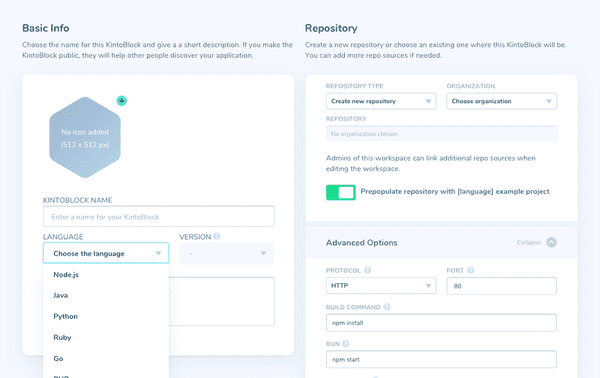 Basic Info
Choose the name for this KintoBlock and give a a short description. If you make the
KintoBlock public, they will help other people discover your application.
No icon added
(512 x 512 px)
KINTOBLOCK NAME
Enter a name for your KintoBlock
LANGUAGE
VERSION ?
Choose the language
-
Node.js
Java
Python
Ruby
Go
Repository
Create a new repository or choose an existing one where this KintoBlock will be.
You can add more repo sources if needed.
REPOSITORY TYPE
ORGANIZATION
Create new repository
Choose organization
REPOSITORY
No organization chosen
Admins of this workspace can link additional repo sources when
editing the workspace.
Prepopulate repository with [language] example project
Advanced Options
Collapse
PROTOCOL ?
PORT ?
HTTP
80
BUILD COMMAND ?
npm install
RUN ?
npm start